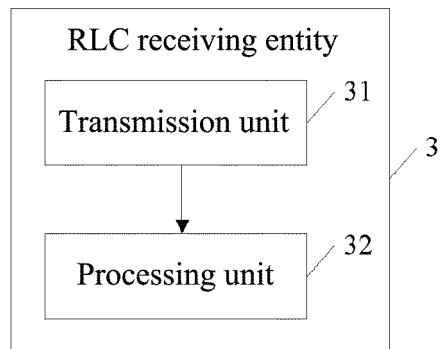 RLC receiving entity
31
Transmission unit
3
32
Processing unit